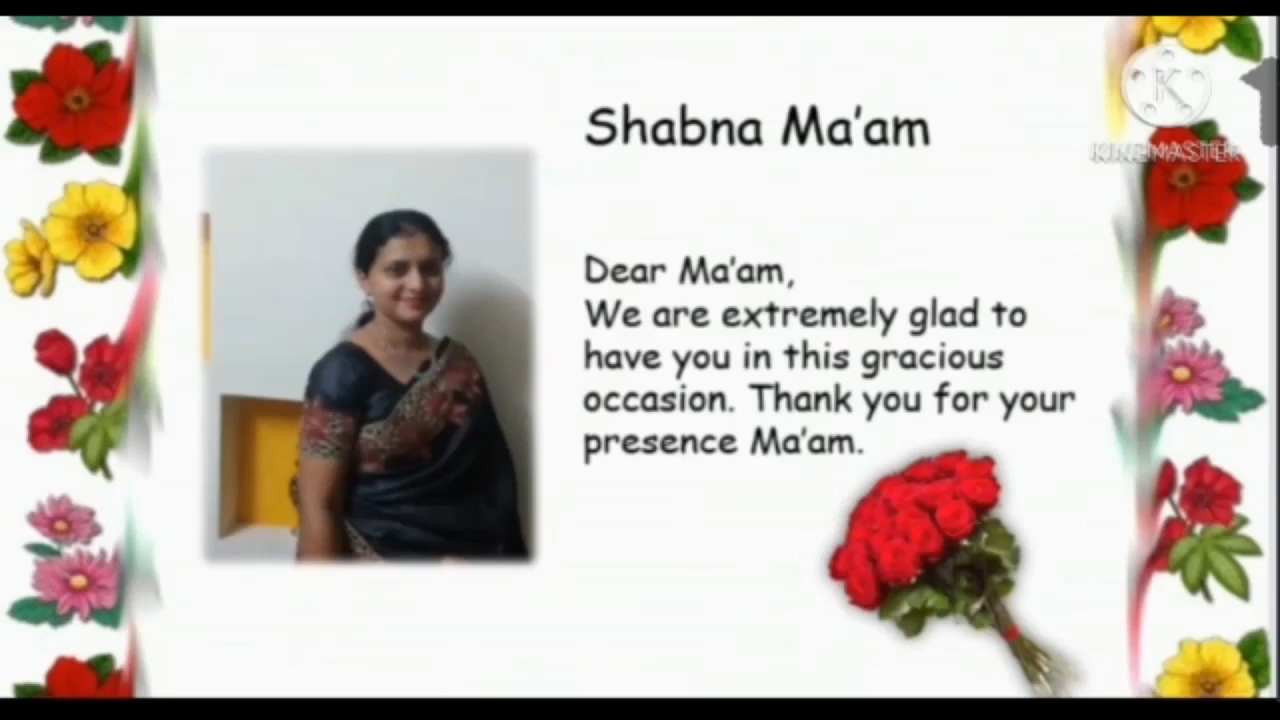 Shabna Ma'am
Dear Ma'am,
We are extremely glad to
have you in this gracious
occasion. Thank you for your
presence Ma'am.
K
KINEMASTER